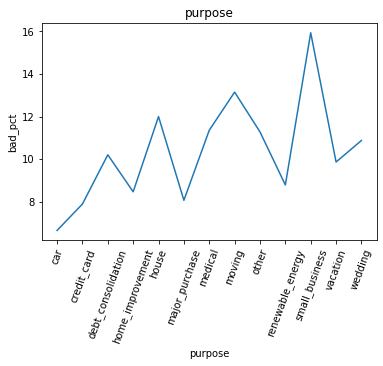 purpose
16
14
12
10
8
bad_pct
car
credit_card
debt_consolidation
home_improvement
house
major_purchase
medical
moving
other
renewable_energy
small_business
vacation
wedding
purpose